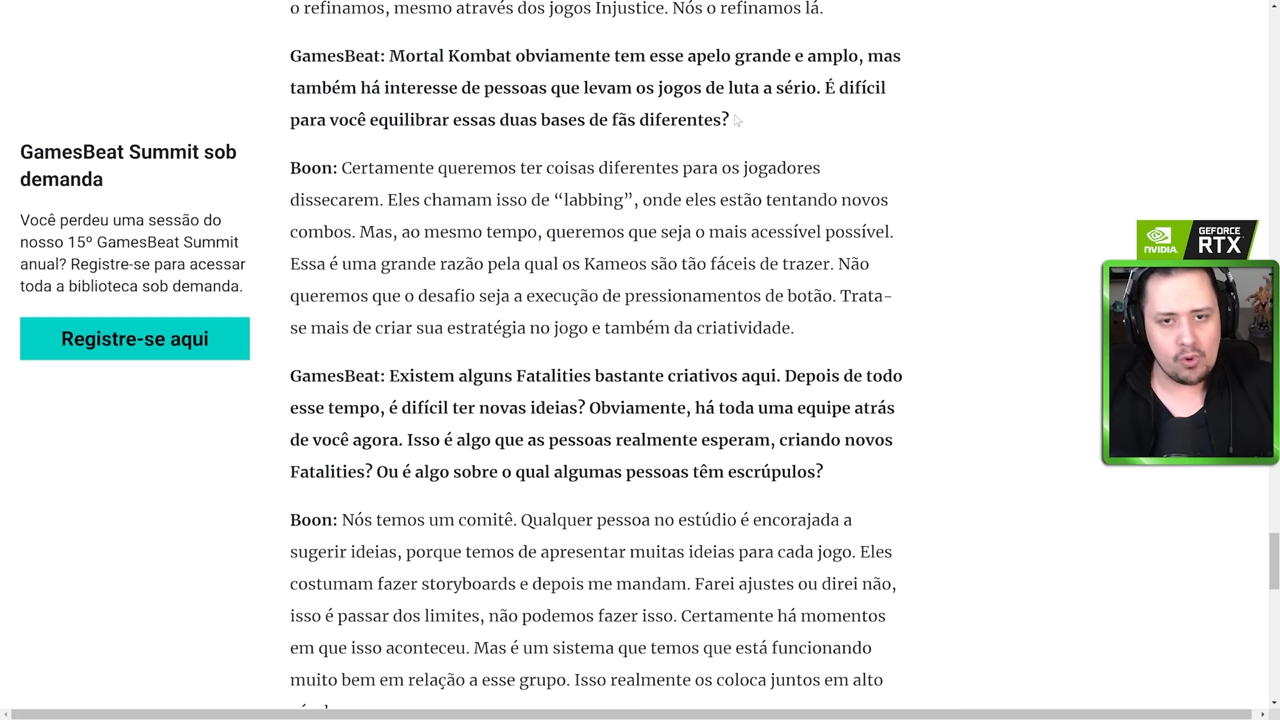 o refinamos, mesmo através dos jogos Injustice. Nós o refinamos lá.
GamesBeat: Mortal Kombat obviamente tem esse apelo grande e amplo, mas
também há interesse de pessoas que levam os jogos de luta a sério. É difícil
para você equilibrar essas duas bases de fãs diferentes?
GamesBeat Summit sob
demanda
Você perdeu uma sessão do
nosso 15º GamesBeat Summit
anual? Registre-se para acessar
toda a biblioteca sob demanda.
Registre-se aqui
Boon: Certamente queremos ter coisas diferentes para os jogadores
dissecarem. Eles chamam isso de “labbing”, onde eles estão tentando novos
combos. Mas, ao mesmo tempo, queremos que seja o mais acessível possível.
Essa é uma grande razão pela qual os Kameos são tão fáceis de trazer. Não
queremos que o desafio seja a execução de pressionamentos de botão. Trata-
se mais de criar sua estratégia no jogo e também da criatividade.
GamesBeat: Existem alguns Fatalities bastante criativos aqui. Depois de todo
esse tempo, é difícil ter novas ideias? Obviamente, há toda uma equipe atrás
de você agora. Isso é algo que as pessoas realmente esperam, criando novos
Fatalities? Ou é algo sobre o qual algumas pessoas têm escrúpulos?
Boon: Nós temos um comitê. Qualquer pessoa no estúdio é encorajada a
sugerir ideias, porque temos de apresentar muitas ideias para cada jogo. Eles
costumam fazer storyboards e depois me mandam. Farei ajustes ou direi não,
isso é passar dos limites, não podemos fazer isso. Certamente há momentos
em que isso aconteceu. Mas é um sistema que temos que está funcionando
muito bem em relação a esse grupo. Isso realmente os coloca juntos em alto
NVIDIA.
GEFORCE
RTX